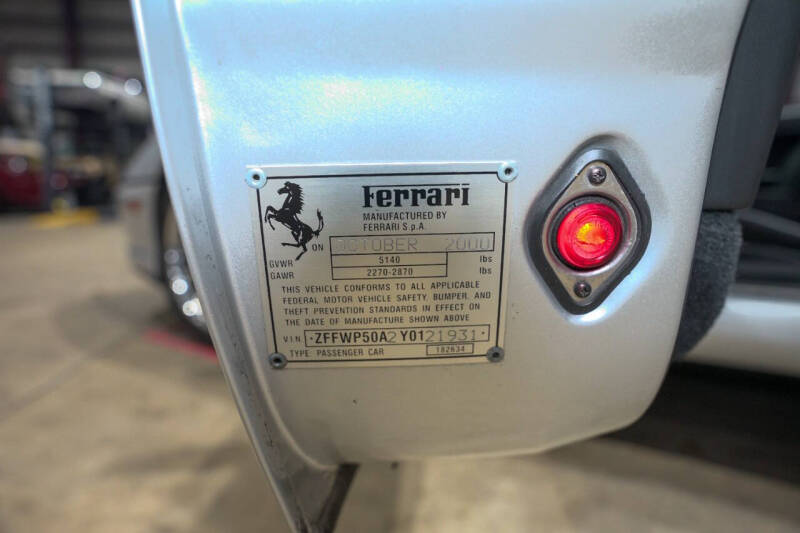 Ferrari
MANUFACTURED BY
FERRARI S.p.A.
ON OCTOBER 2000
GVWR 5140 lbs
GAWR 2270-2870 lbs
THIS VEHICLE CONFORMS TO ALL APPLICABLE
FEDERAL MOTOR VEHICLE SAFETY, BUMPER, AND
THEFT PREVENTION STANDARDS IN EFFECT ON
THE DATE OF MANUFACTURE SHOWN ABOVE
V.I.N. ·ZFFWP50A2Y0121931·
TYPE PASSENGER CAR 182634